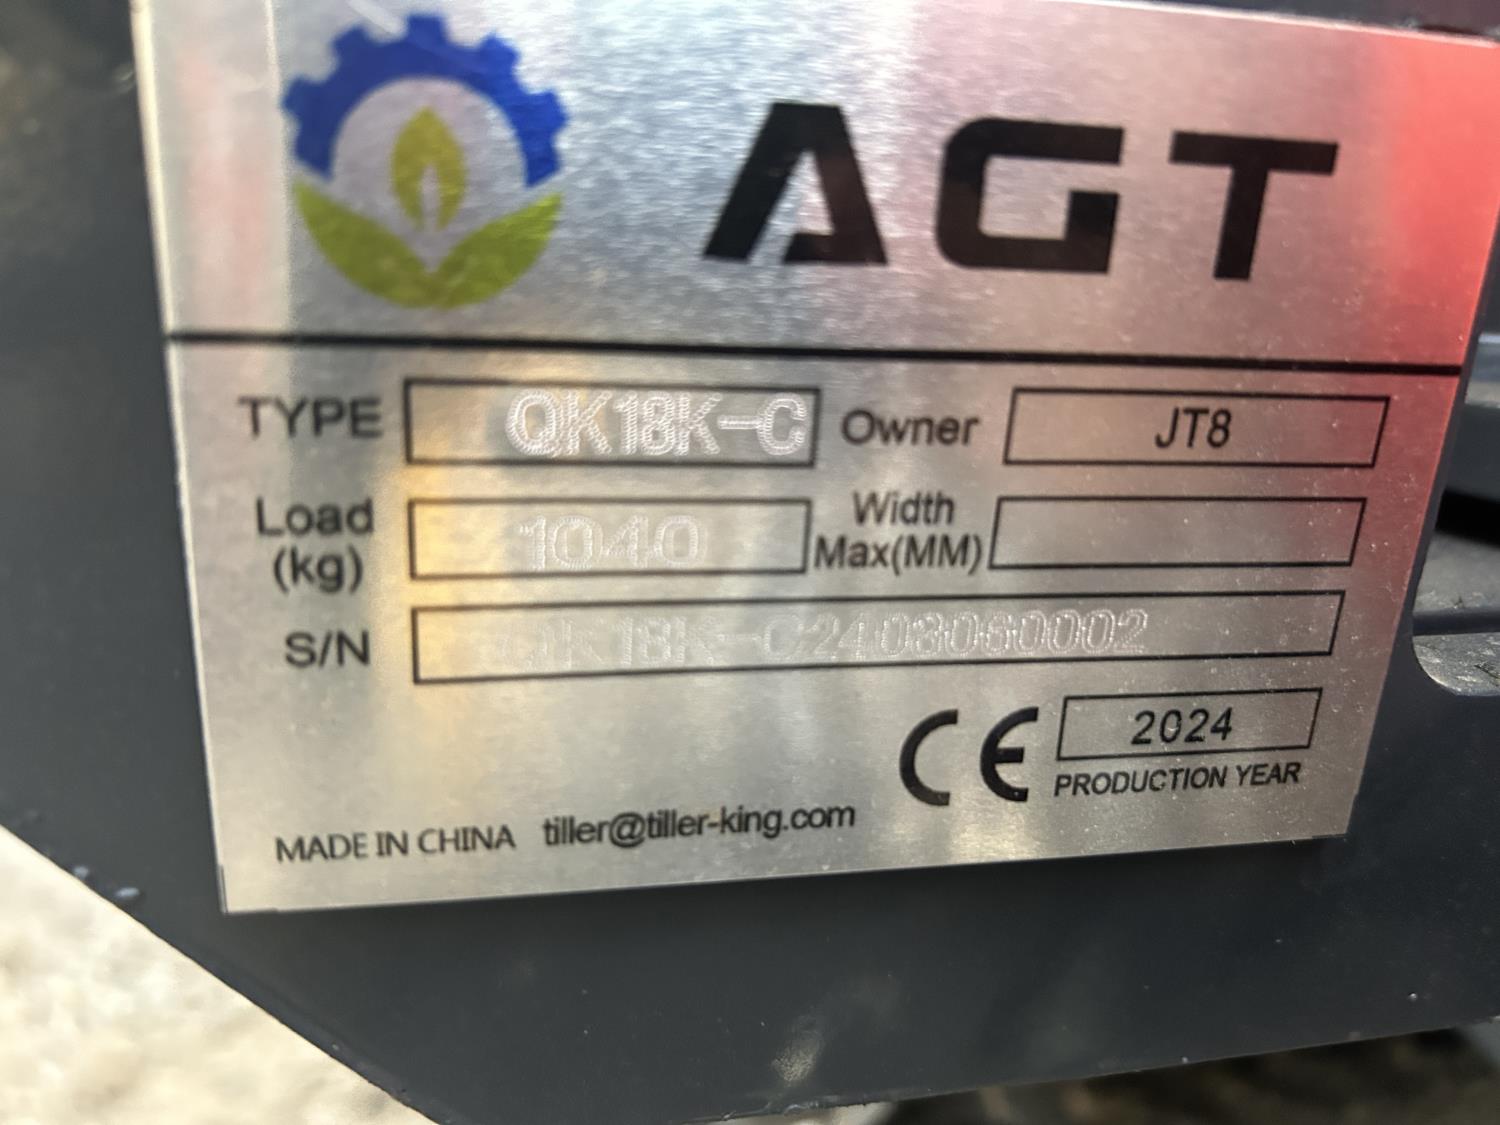 AGT
TYPE QK18K-C Owner JT8
Load (kg) 1040 Width Max(MM)
S/N QK18K-C2408060002
CE 2024
PRODUCTION YEAR
MADE IN CHINA tiller@tiller-king.com